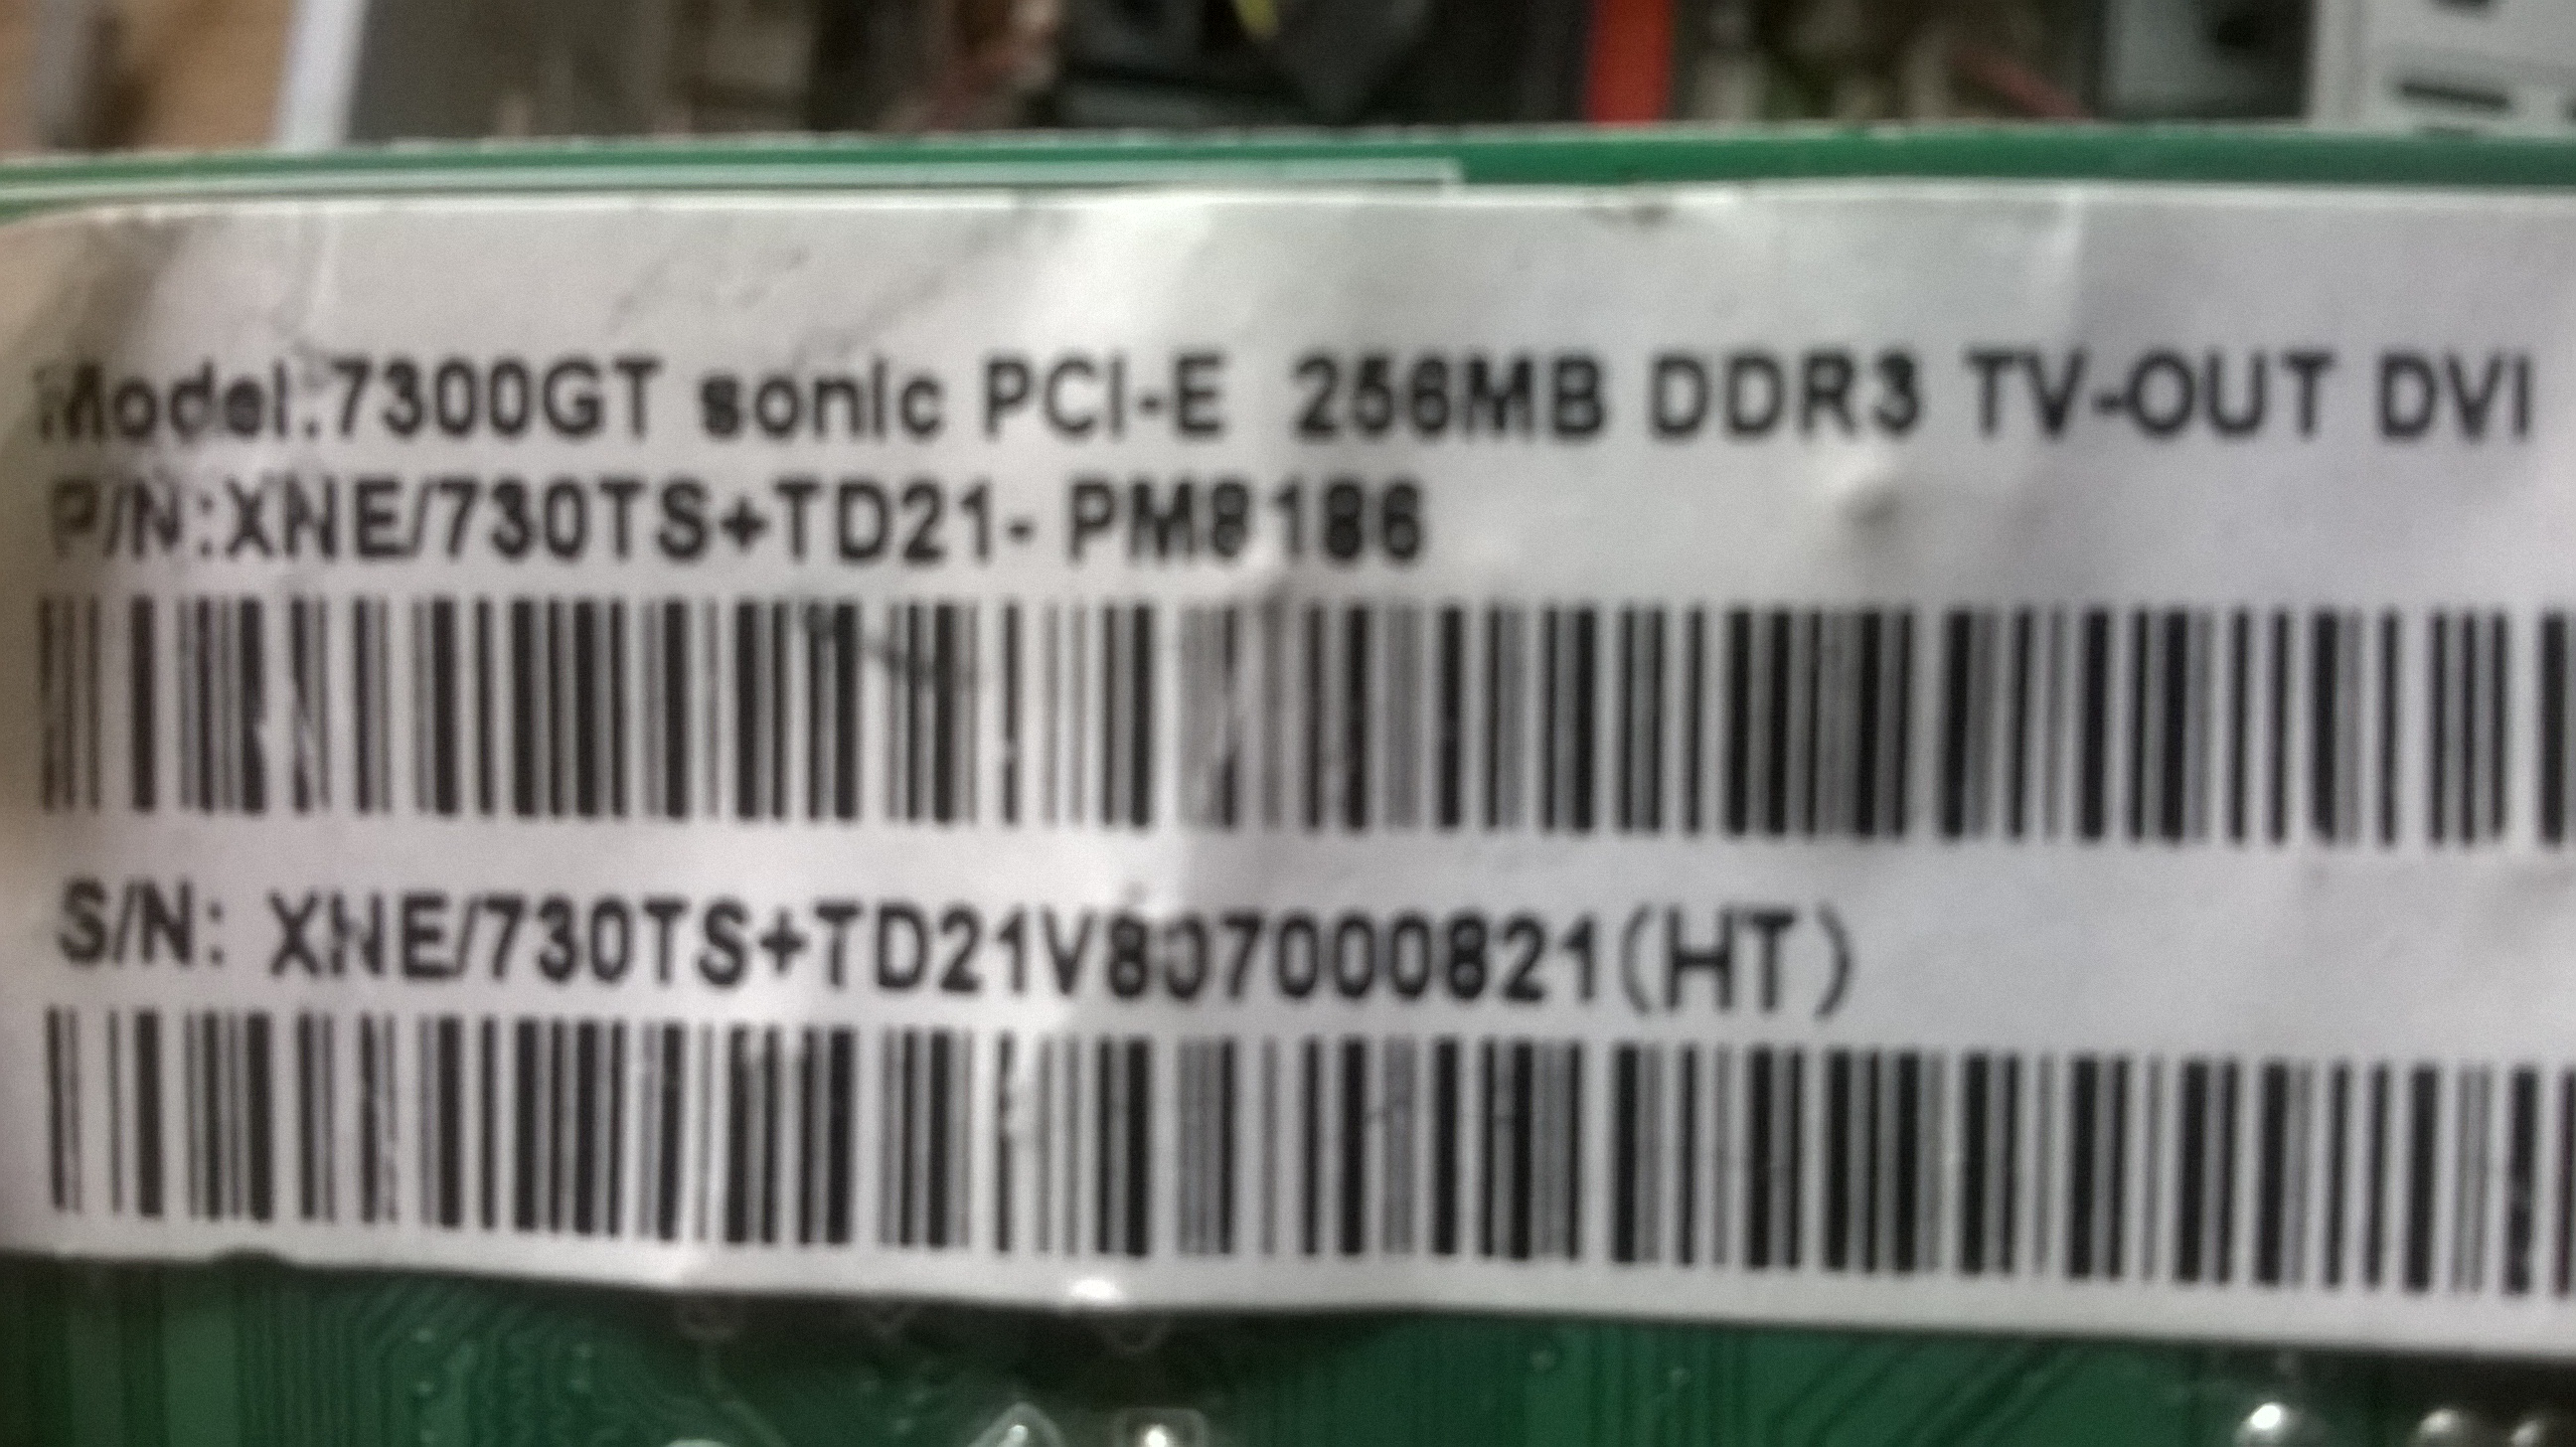 Model:7300GT sonic PCI-E 256MB DDR3 TV-OUT DVI
P/N:XNE/730TS+TD21- PM8186
S/N: XNE/730TS+TD21V807000821(HT)